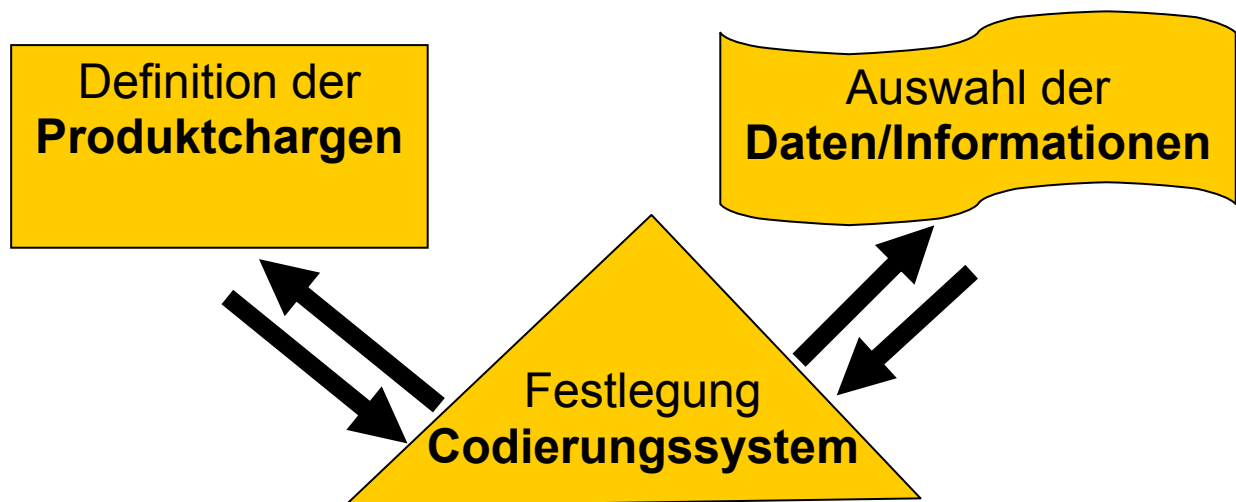 Definition der
Produktchargen
Auswahl der
Daten/Informationen
Festlegung
Codierungssystem